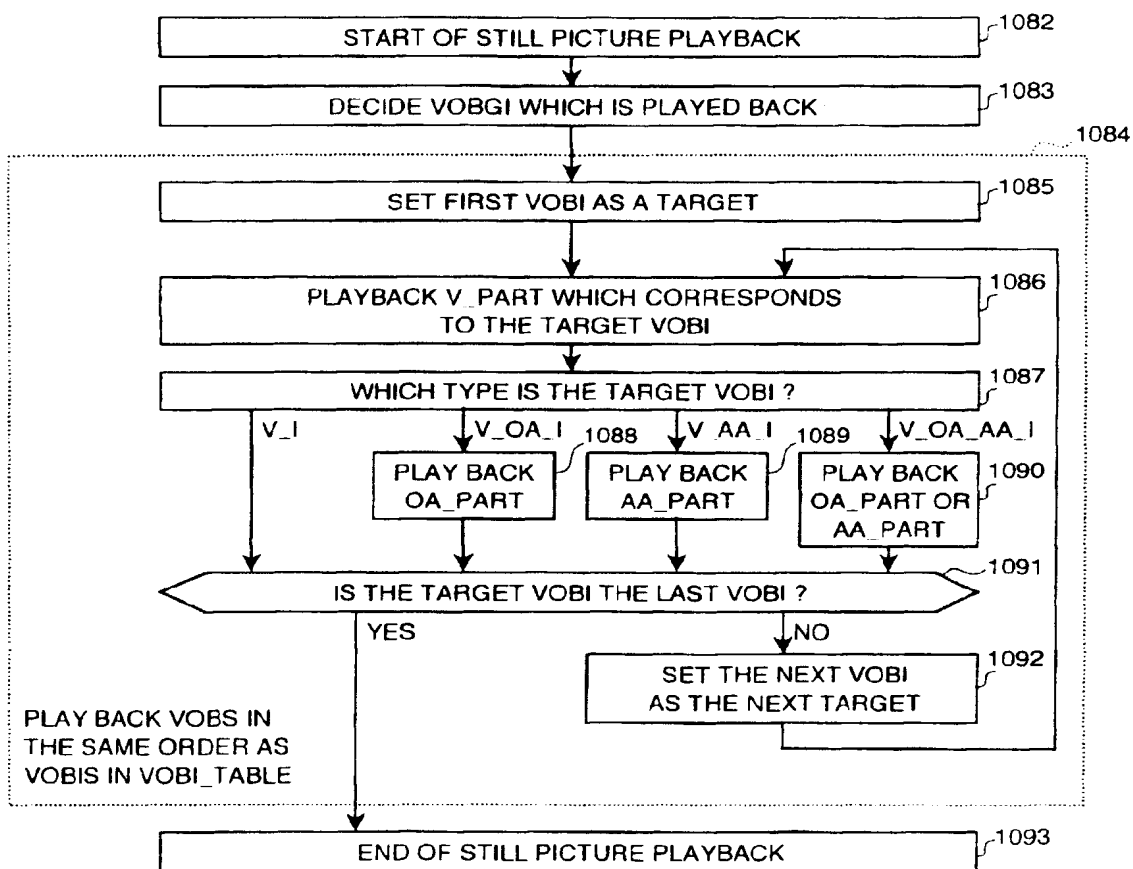 START OF STILL PICTURE PLAYBACK
1082
DECIDE VOBGI WHICH IS PLAYED BACK
1083
1084
SET FIRST VOBI AS A TARGET
1085
PLAYBACK V_PART WHICH CORRESPONDS
TO THE TARGET VOBI
1086
WHICH TYPE IS THE TARGET VOBI ?
1087
V_I
V_OA_I
1088
V_AA_I
1089
V_OA_AA_I
PLAY BACK
OA_PART
PLAY BACK
AA_PART
PLAY BACK
OA_PART OR
AA_PART
1090
IS THE TARGET VOBI THE LAST VOBI ?
1091
YES
NO
SET THE NEXT VOBI
AS THE NEXT TARGET
1092
PLAY BACK VOBS IN
THE SAME ORDER AS
VOBIS IN VOBI_TABLE
END OF STILL PICTURE PLAYBACK
1093